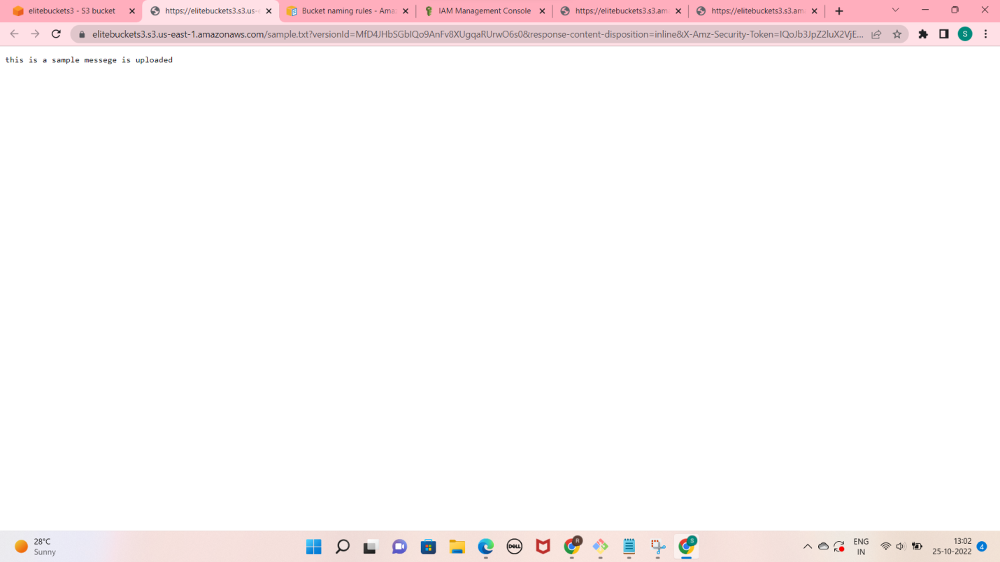 elitebuckets3 - S3 bucket
https://elitebuckets3.s3.us-
Bucket naming rules - Ama
IAM Management Console
https://elitebuckets3.s3.am
https://elitebuckets3.s3.am
elitebuckets3.s3.us-east-1.amazonaws.com/sample.txt?versionId=MfD4JHbSGbIQo9AnFv8XUgqaRUrwO6s0&response-content-disposition=inline&X-Amz-Security-Token=IQoJb3JpZ2luX2VjE...
S
this is a sample messege is uploaded
28°C
Sunny
DELL
R
S
ENG
IN
13:02
25-10-2022
4